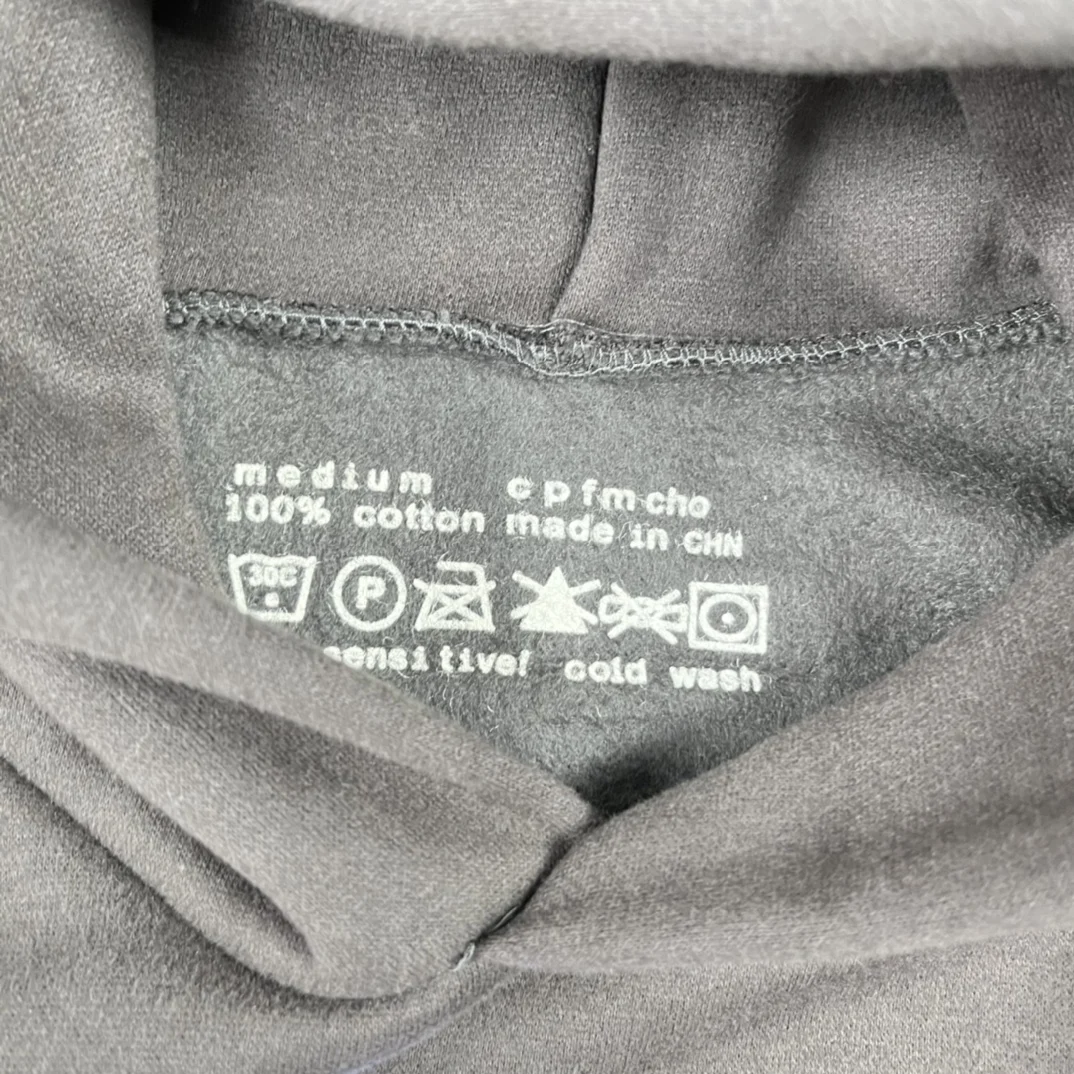 medium cpfm·cho
100% cotton made in CHN
30C
P
sensitive! cold wash